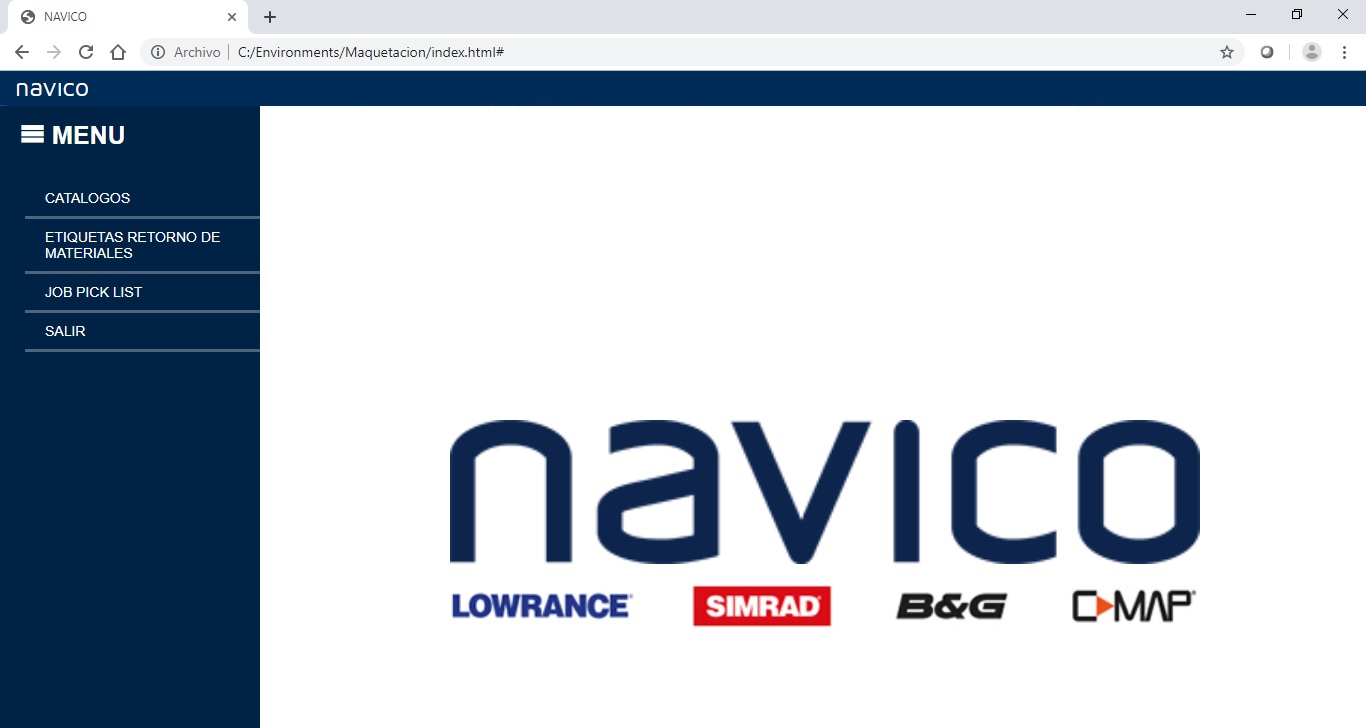 NAVICO
Archivo
C:/Environments/Maquetacion/index.html#
navico
MENU
CATALOGOS
ETIQUETAS RETORNO DE
MATERIALES
JOB PICK LIST
SALIR
navico
LOWRANCE® SIMRAD® B&G C-MAP®